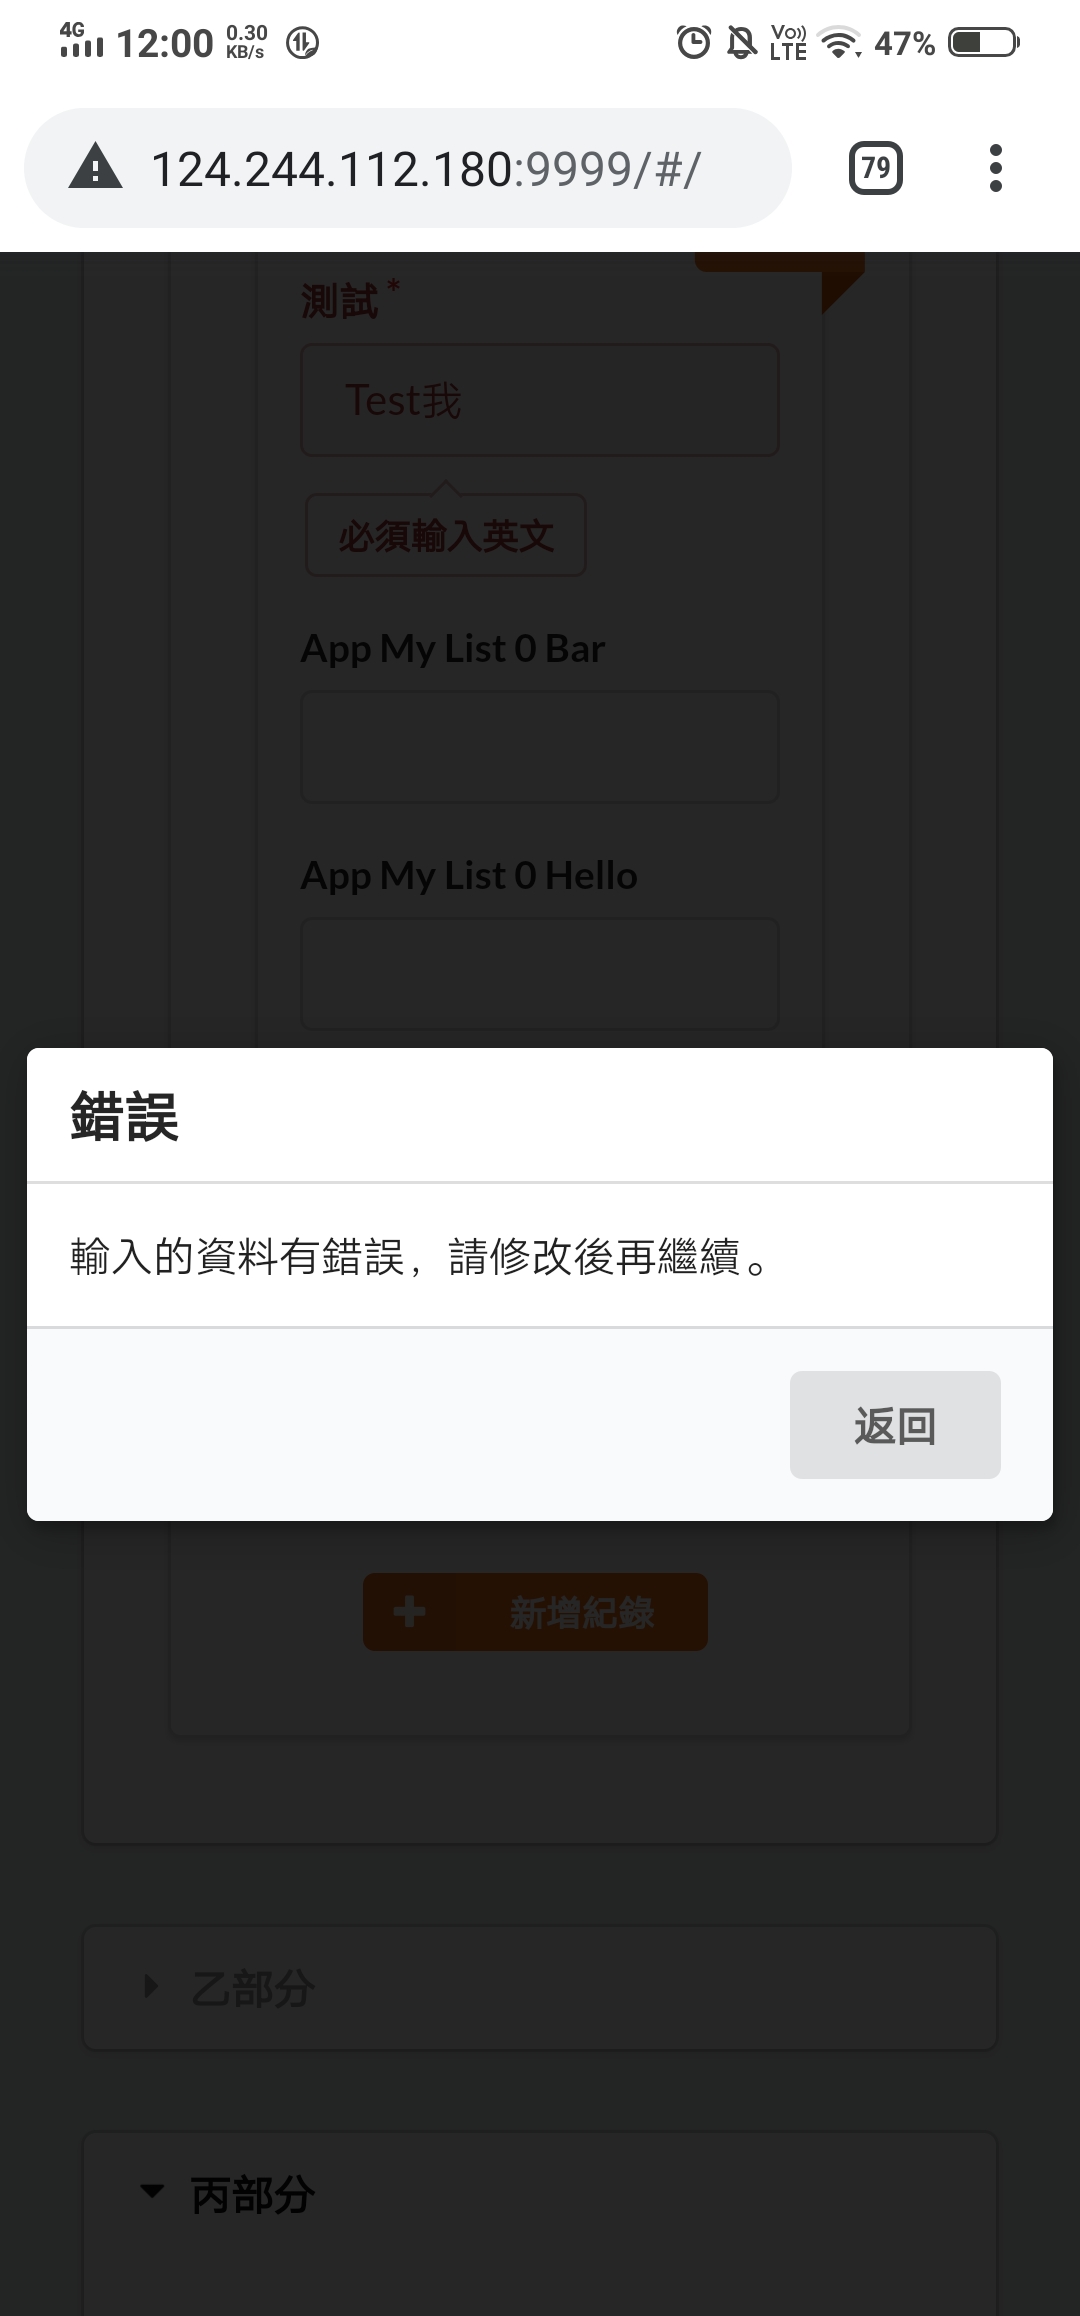 4G 12:00 0.30 KB/s Vo)) LTE 47%
124.244.112.180:9999/#/ 79
測試 *
Test我
必須輸入英文
App My List 0 Bar
App My List 0 Hello
錯誤
輸入的資料有錯誤，請修改後再繼續。
返回
新增紀錄
乙部分
丙部分